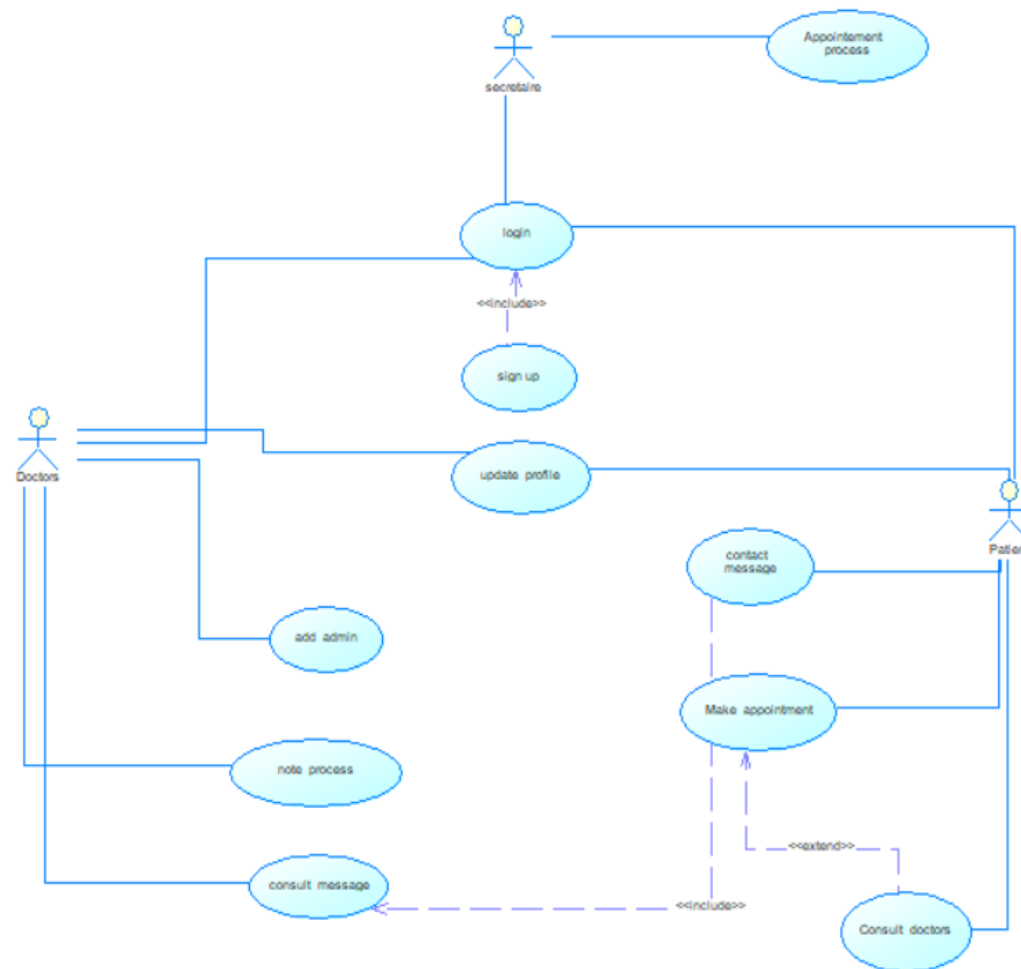 Appointement
process
secretaire
login
<<include>>
sign up
Doctors
update profile
contact
message
Patien
add admin
Make appointment
note process
<<extend>>
consult message
<<include>>
Consult doctors